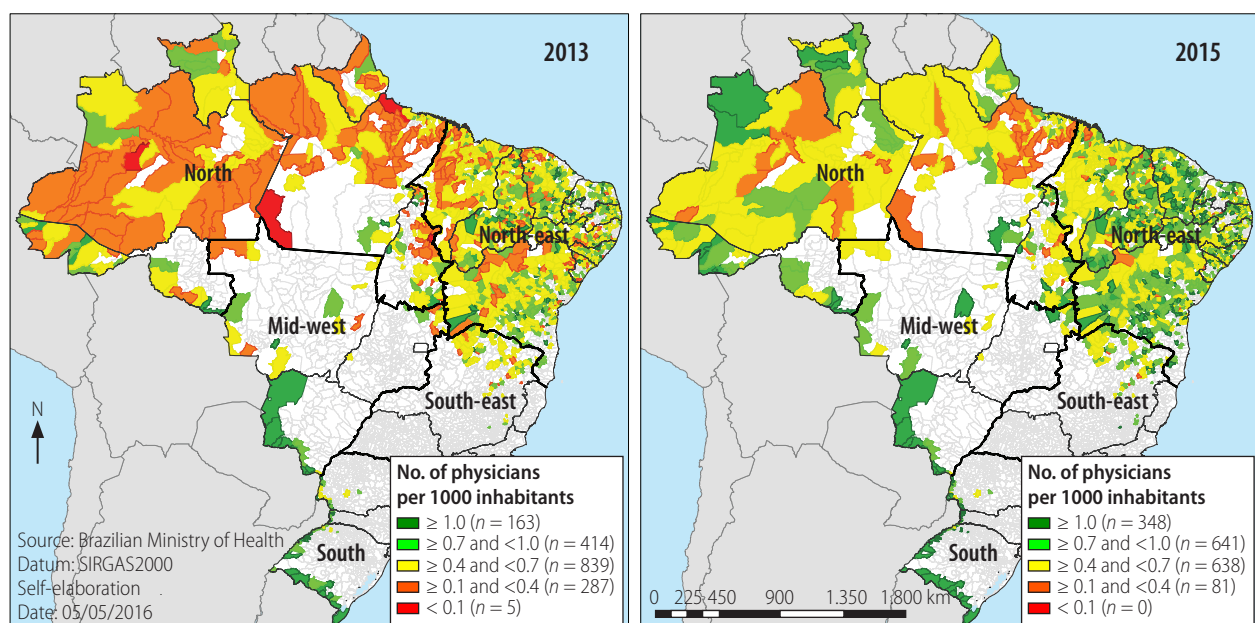 2013
North
North-east
Mid-west
South-east
South
N
Source: Brazilian Ministry of Health
Datum: SIRGAS2000
Self-elaboration
Date: 05/05/2016
No. of physicians
per 1000 inhabitants
≥ 1.0 (n = 163)
≥ 0.7 and <1.0 (n = 414)
≥ 0.4 and <0.7 (n = 839)
≥ 0.1 and <0.4 (n = 287)
< 0.1 (n = 5)
2015
North
North-east
Mid-west
South-east
South
No. of physicians
per 1000 inhabitants
≥ 1.0 (n = 348)
≥ 0.7 and <1.0 (n = 641)
≥ 0.4 and <0.7 (n = 638)
≥ 0.1 and <0.4 (n = 81)
< 0.1 (n = 0)
0 225 450 900 1.350 1.800 km